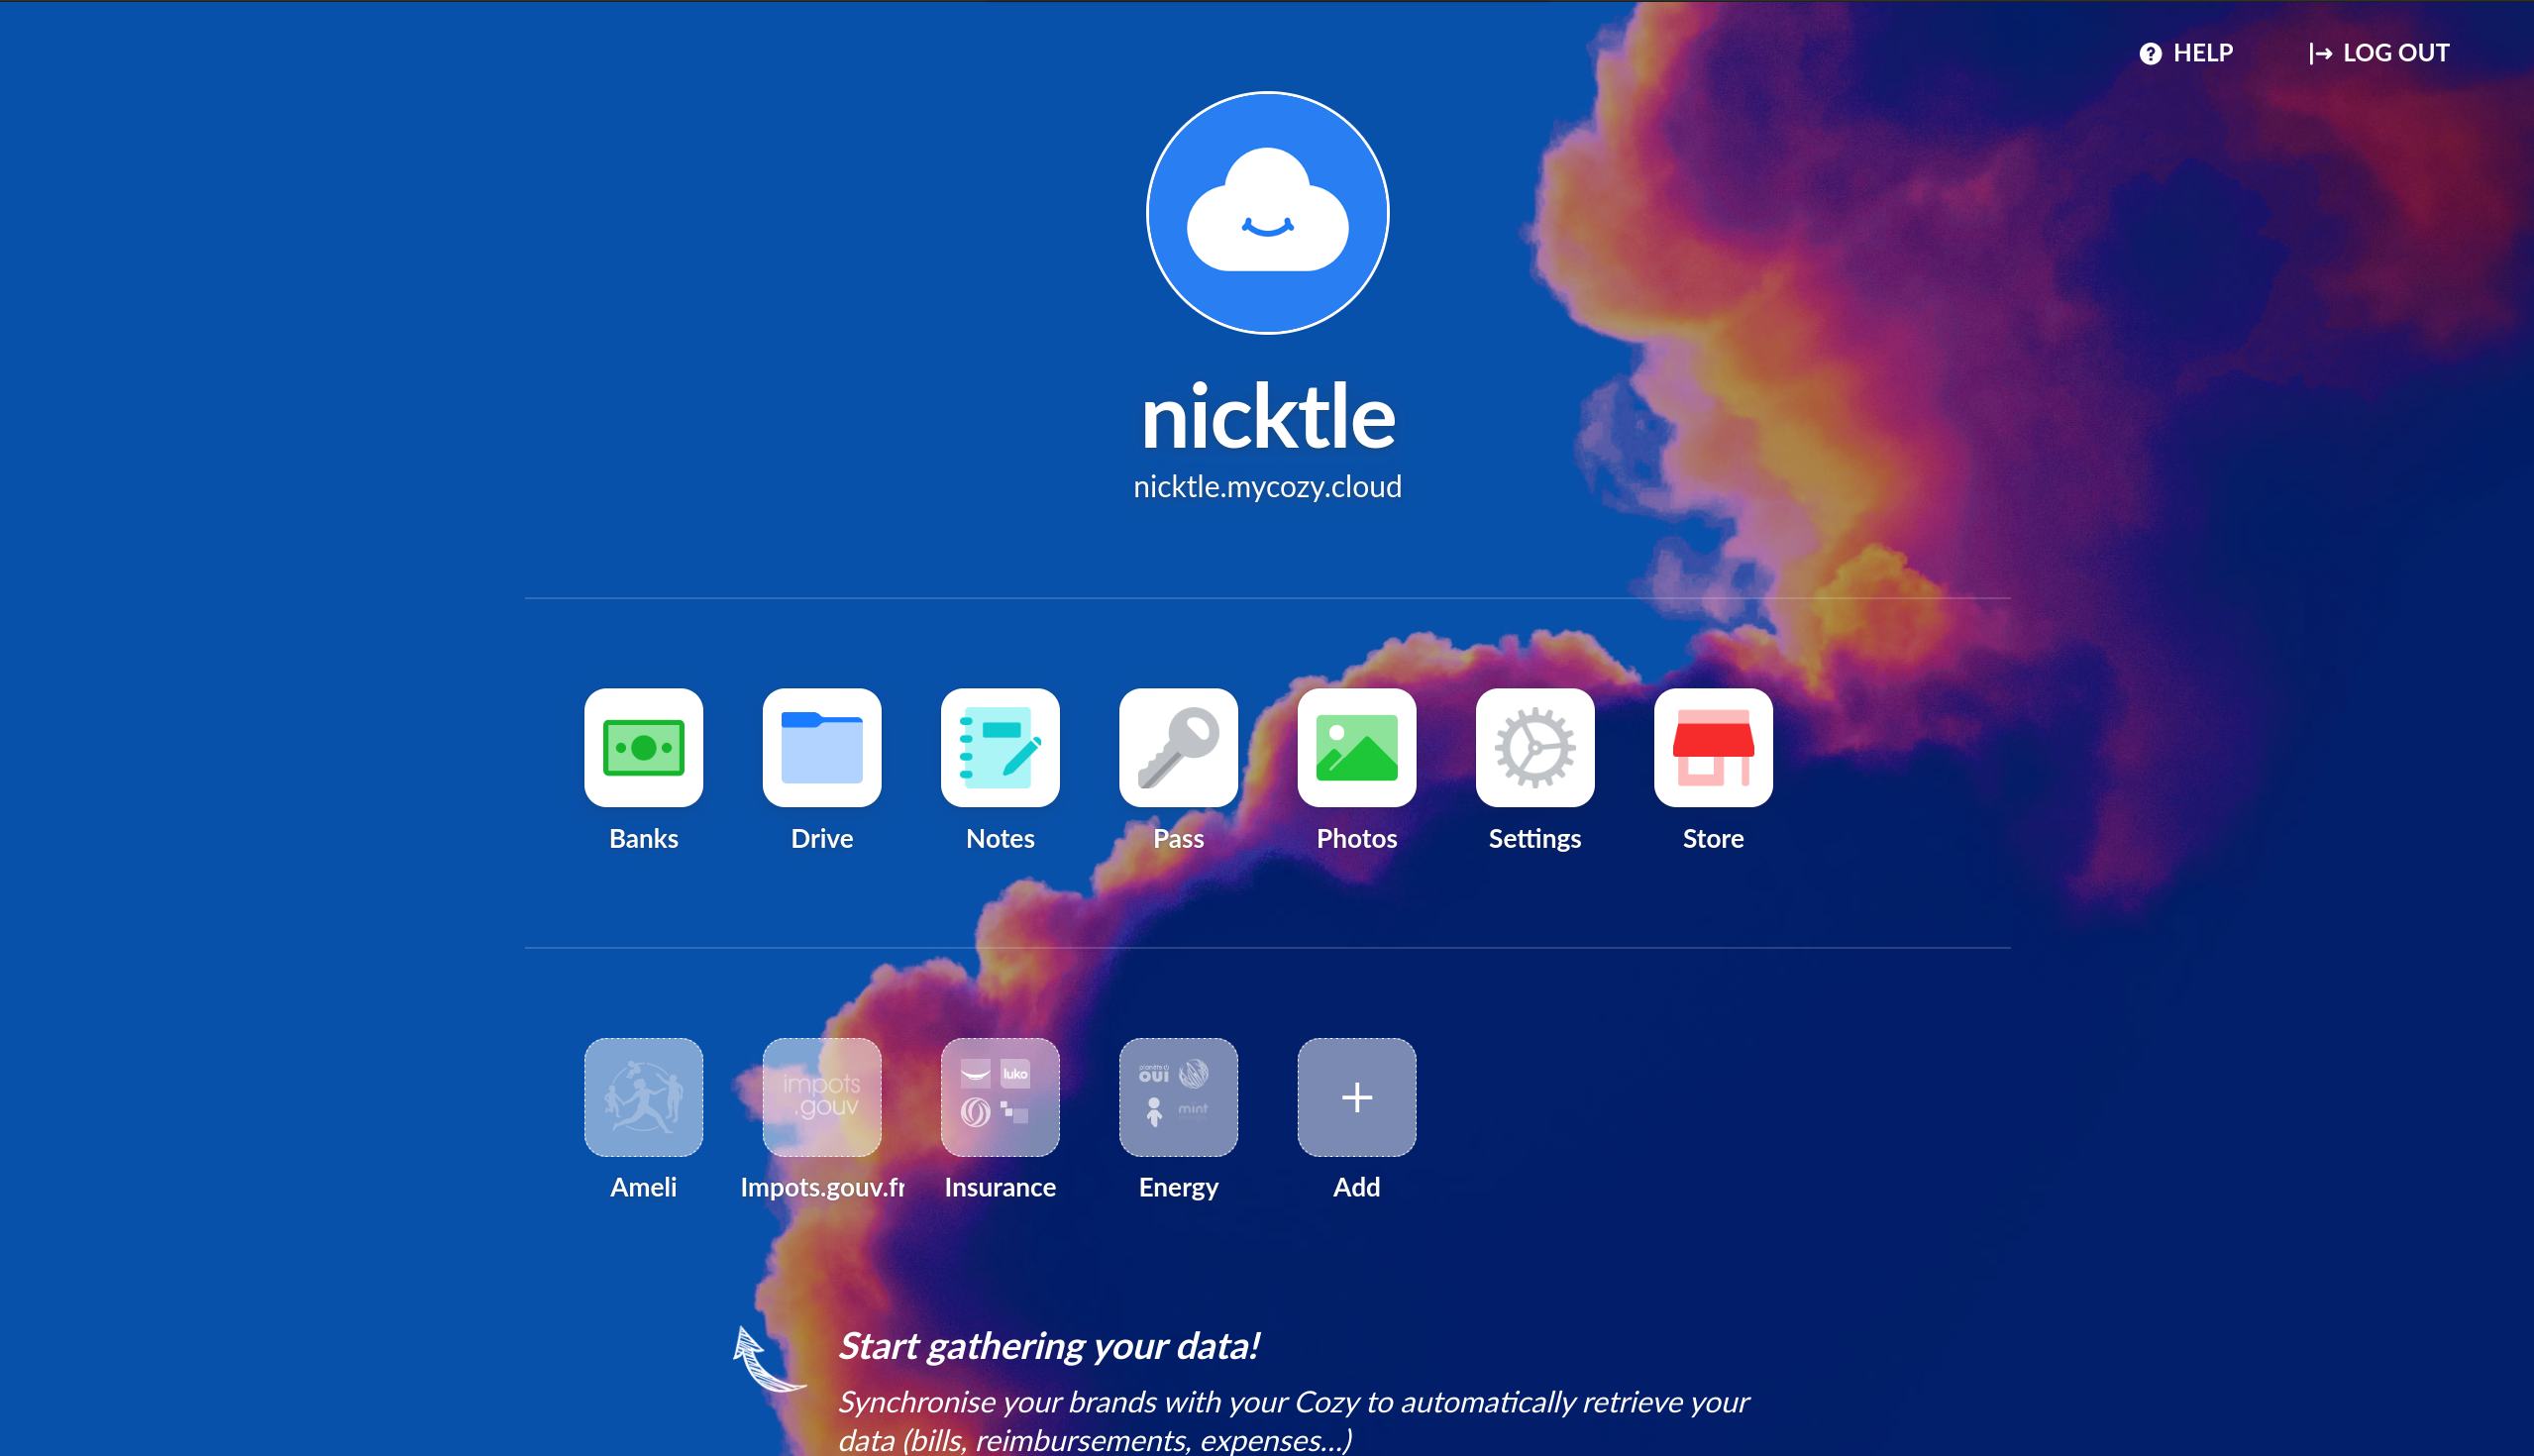 HELP
LOG OUT
nicktle
nicktle.mycozy.cloud
Banks
Drive
Notes
Pass
Photos
Settings
Store
impots
.gouv
luko
planète
OUI
mint
Ameli
Impots.gouv.fr
Insurance
Energy
Add
Start gathering your data!
Synchronise your brands with your Cozy to automatically retrieve your
data (bills, reimbursements, expenses...)